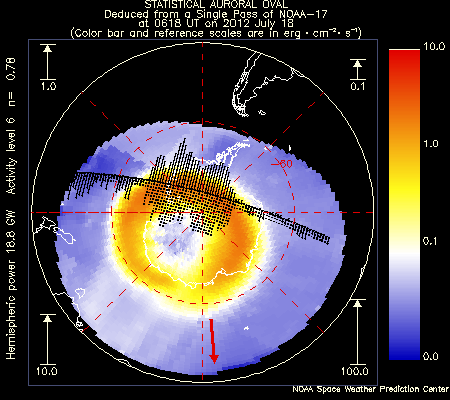 STATISTICAL AURORAL OVAL
Deduced from a Single Pass of NOAA-17
at 0618 UT on 2012 July 18
(Color bar and reference scales are in erg · cm⁻² · s⁻¹)
1.0
0.1
10.0
1.0
0.1
0.0
-60
10.0
100.0
Hemispheric power 18.8 GW Activity level 6 n= 0.78
NOAA Space Weather Prediction Center